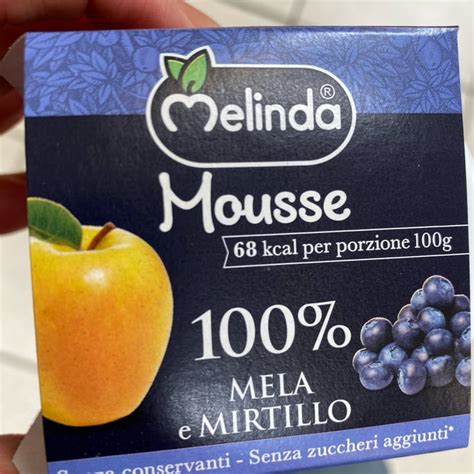 Melinda®
Mousse
68 kcal per porzione 100g
100%
MELA
e MIRTILLO
Senza conservanti - Senza zuccheri aggiunti*